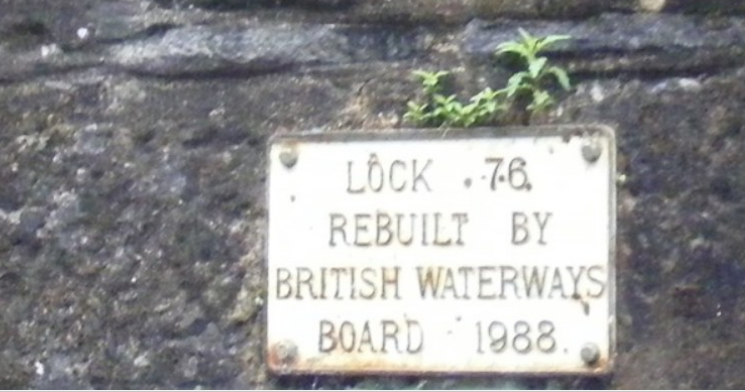 LOCK . 76.
REBUILT BY
BRITISH WATERWAYS
BOARD 1988.